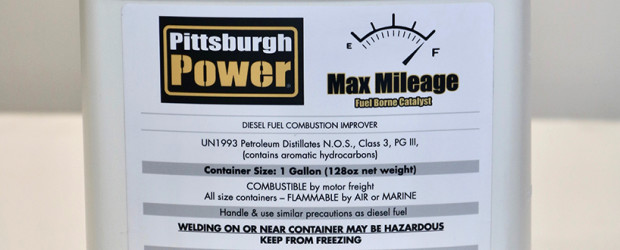 Pittsburgh
Power®
E F
Max Mileage
Fuel Borne Catalyst
DIESEL FUEL COMBUSTION IMPROVER
UN1993 Petroleum Distillates N.O.S., Class 3, PG III,
(contains aromatic hydrocarbons)
Container Size: 1 Gallon (128oz net weight)
COMBUSTIBLE by motor freight
All size containers – FLAMMABLE by AIR or MARINE
Handle & use similar precautions as diesel fuel
WELDING ON OR NEAR CONTAINER MAY BE HAZARDOUS
KEEP FROM FREEZING